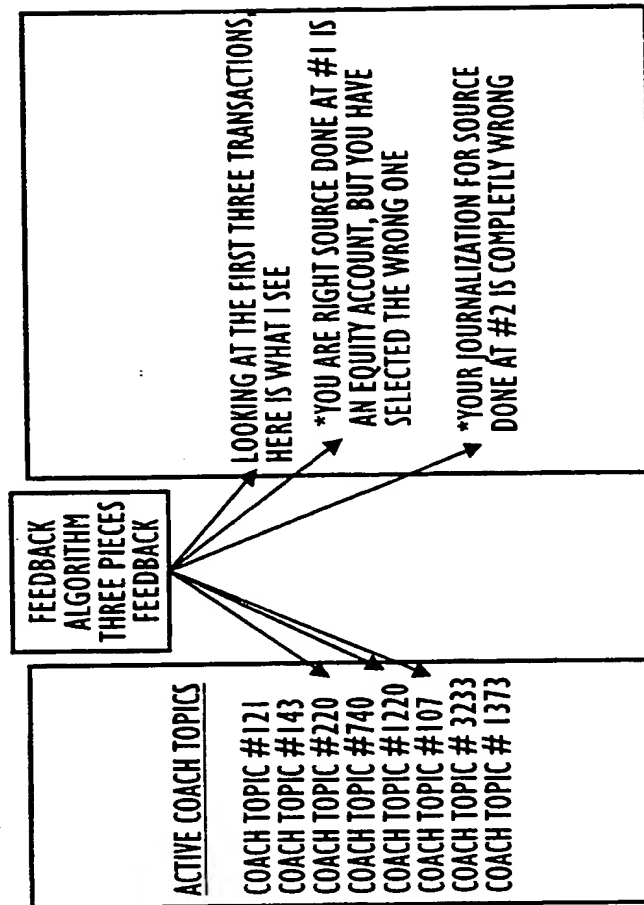 FEEDBACK
ALGORITHM
THREE PIECES
FEEDBACK
ACTIVE COACH TOPICS
COACH TOPIC #121
COACH TOPIC #143
COACH TOPIC #220
COACH TOPIC #740
COACH TOPIC #1220
COACH TOPIC #107
COACH TOPIC # 3233
COACH TOPIC # 1373
LOOKING AT THE FIRST THREE TRANSACTIONS,
HERE IS WHAT I SEE
*YOU ARE RIGHT SOURCE DONE AT #1 IS
AN EQUITY ACCOUNT, BUT YOU HAVE
SELECTED THE WRONG ONE
*YOUR JOURNALIZATION FOR SOURCE
DONE AT #2 IS COMPLETLY WRONG